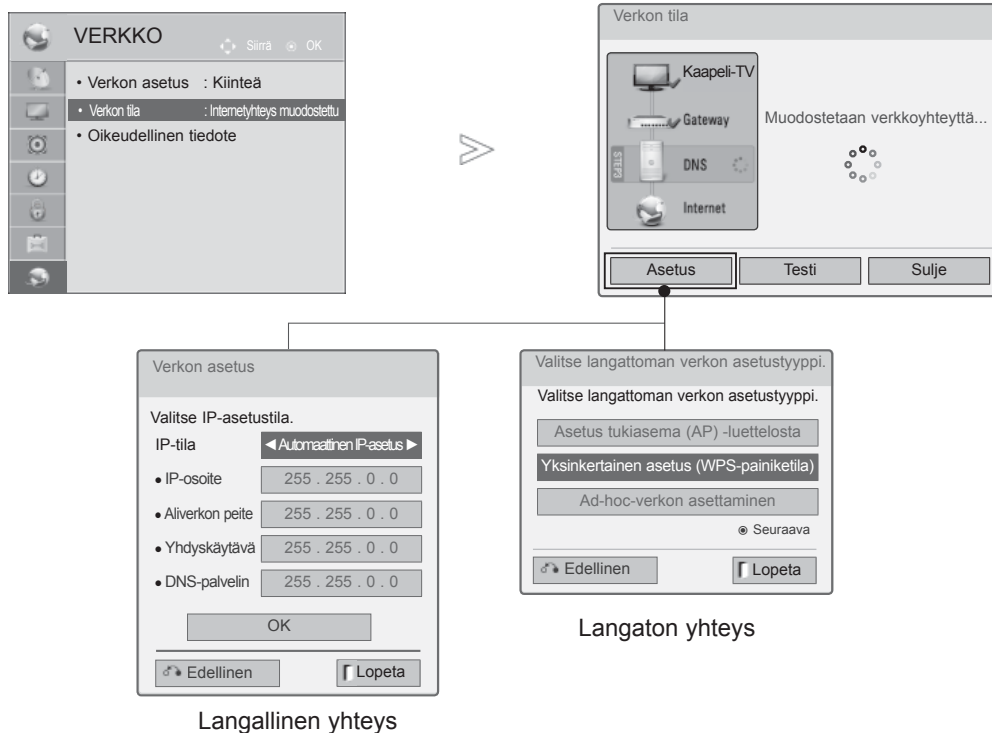 VERKKO
Siirrä OK
• Verkon asetus : Kiinteä
• Verkon tila : Internetyhteys muodostettu
• Oikeudellinen tiedote
Verkon tila
Kaapeli-TV
Gateway
STEP3
DNS
Internet
Muodostetaan verkkoyhteyttä...
Asetus Testi Sulje
Verkon asetus
Valitse IP-asetustila.
IP-tila ◀ Automaattinen IP-asetus ▶
• IP-osoite 255 . 255 . 0 . 0
• Aliverkon peite 255 . 255 . 0 . 0
• Yhdyskäytävä 255 . 255 . 0 . 0
• DNS-palvelin 255 . 255 . 0 . 0
OK
Edellinen Lopeta
Langallinen yhteys
Valitse langattoman verkon asetustyyppi.
Valitse langattoman verkon asetustyyppi.
Asetus tukiasema (AP) -luettelosta
Yksinkertainen asetus (WPS-painiketila)
Ad-hoc-verkon asettaminen
Seuraava
Edellinen Lopeta
Langaton yhteys